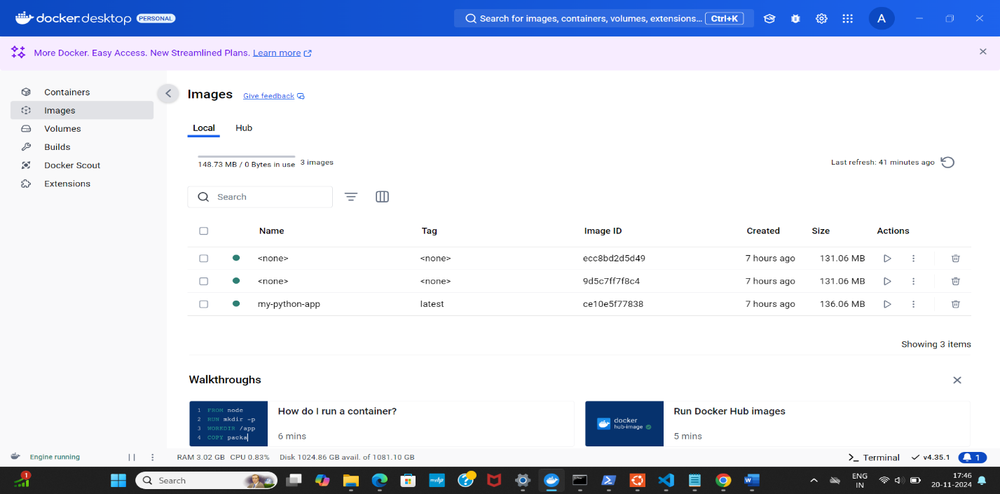 docker desktop PERSONAL
Search for images, containers, volumes, extensions... Ctrl+K
A
More Docker. Easy Access. New Streamlined Plans. Learn more
Containers
Images
Volumes
Builds
Docker Scout
Extensions
Images Give feedback
Local Hub
148.73 MB / 0 Bytes in use 3 images
Last refresh: 41 minutes ago
Search
Name Tag Image ID Created Size Actions
<none> <none> ecc8bd2d5d49 7 hours ago 131.06 MB
<none> <none> 9d5c7ff7f8c4 7 hours ago 131.06 MB
my-python-app latest ce10e5f77838 7 hours ago 136.06 MB
Showing 3 items
Walkthroughs
1 FROM node
2 RUN mkdir -p
3 WORKDIR /app
4 COPY packa
How do I run a container?
6 mins
docker
hub-image
Run Docker Hub images
5 mins
Engine running
RAM 3.02 GB CPU 0.83% Disk 1024.86 GB avail. of 1081.10 GB
Terminal v4.35.1 1
1
Search
myhp
ENG
IN
17:46
20-11-2024